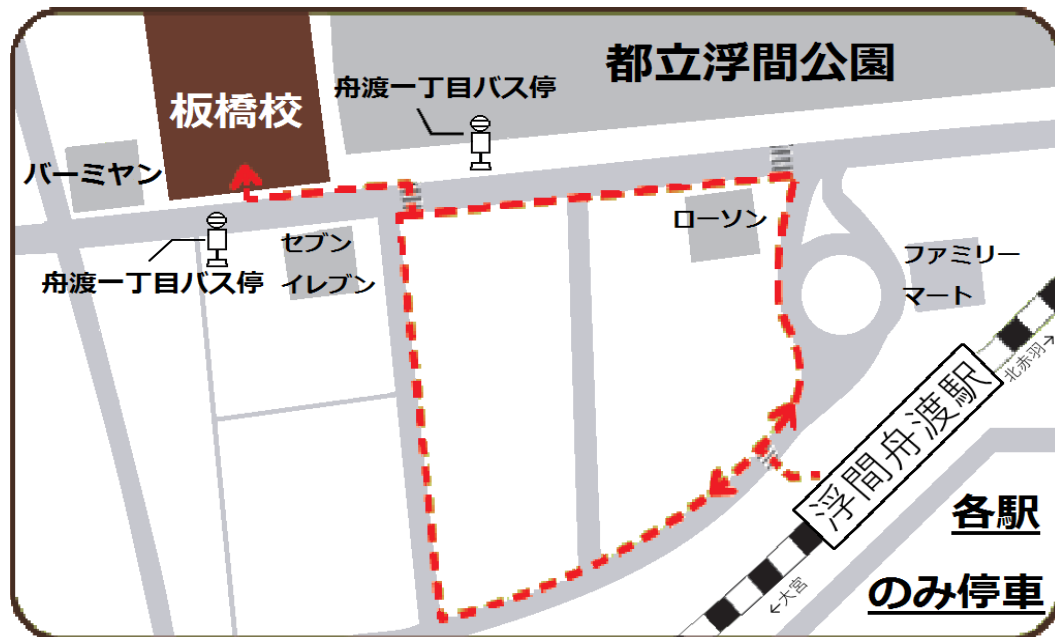 都立浮間公園
舟渡一丁目バス停
板橋校
バーミヤン
ローソン
セブン
イレブン
舟渡一丁目バス停
ファミリー
マート
北赤羽→
浮間舟渡駅
←大宮
各駅
のみ停車